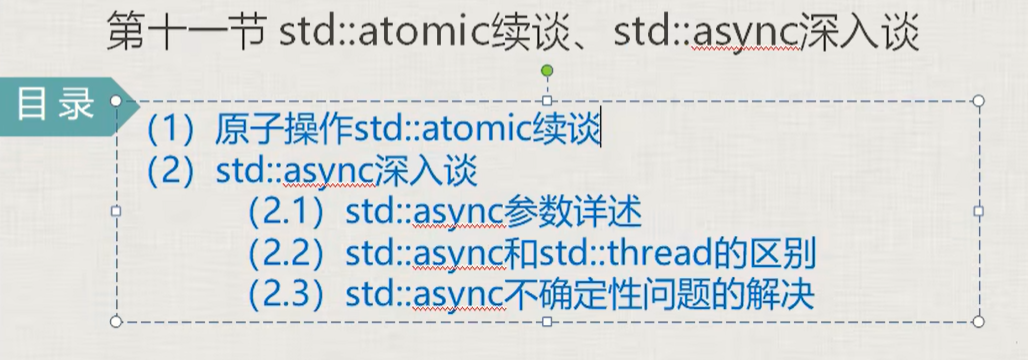 第十一节 std::atomic续谈、std::async深入谈
目录
（1）原子操作std::atomic续谈
（2）std::async深入谈
（2.1）std::async参数详述
（2.2）std::async和std::thread的区别
（2.3）std::async不确定性问题的解决